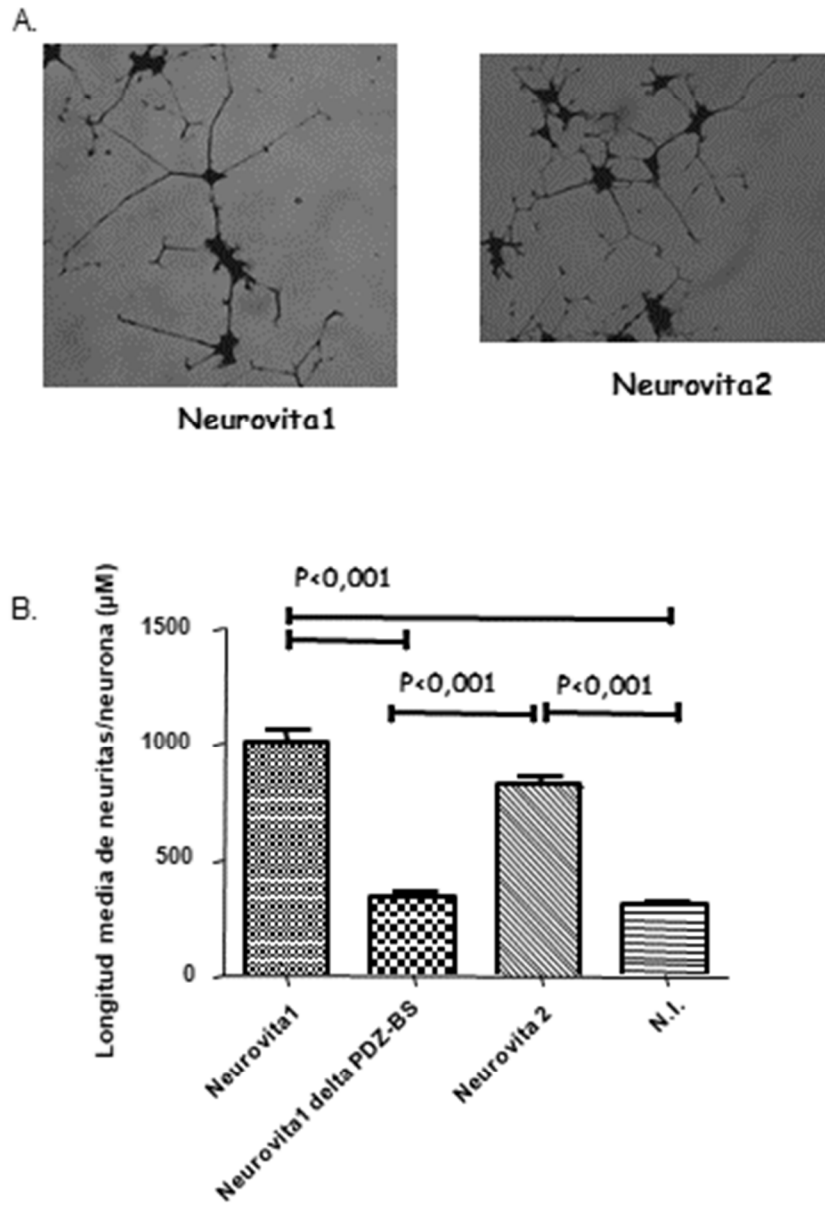 A.
Neurovita1
Neurovita2
B.
Longitud media de neuritas/neurona (µM)
P<0,001
P<0,001
P<0,001
1500
1000
500
0
Neurovita1
Neurovita1 delta PDZ-BS
Neurovita 2
N.I.